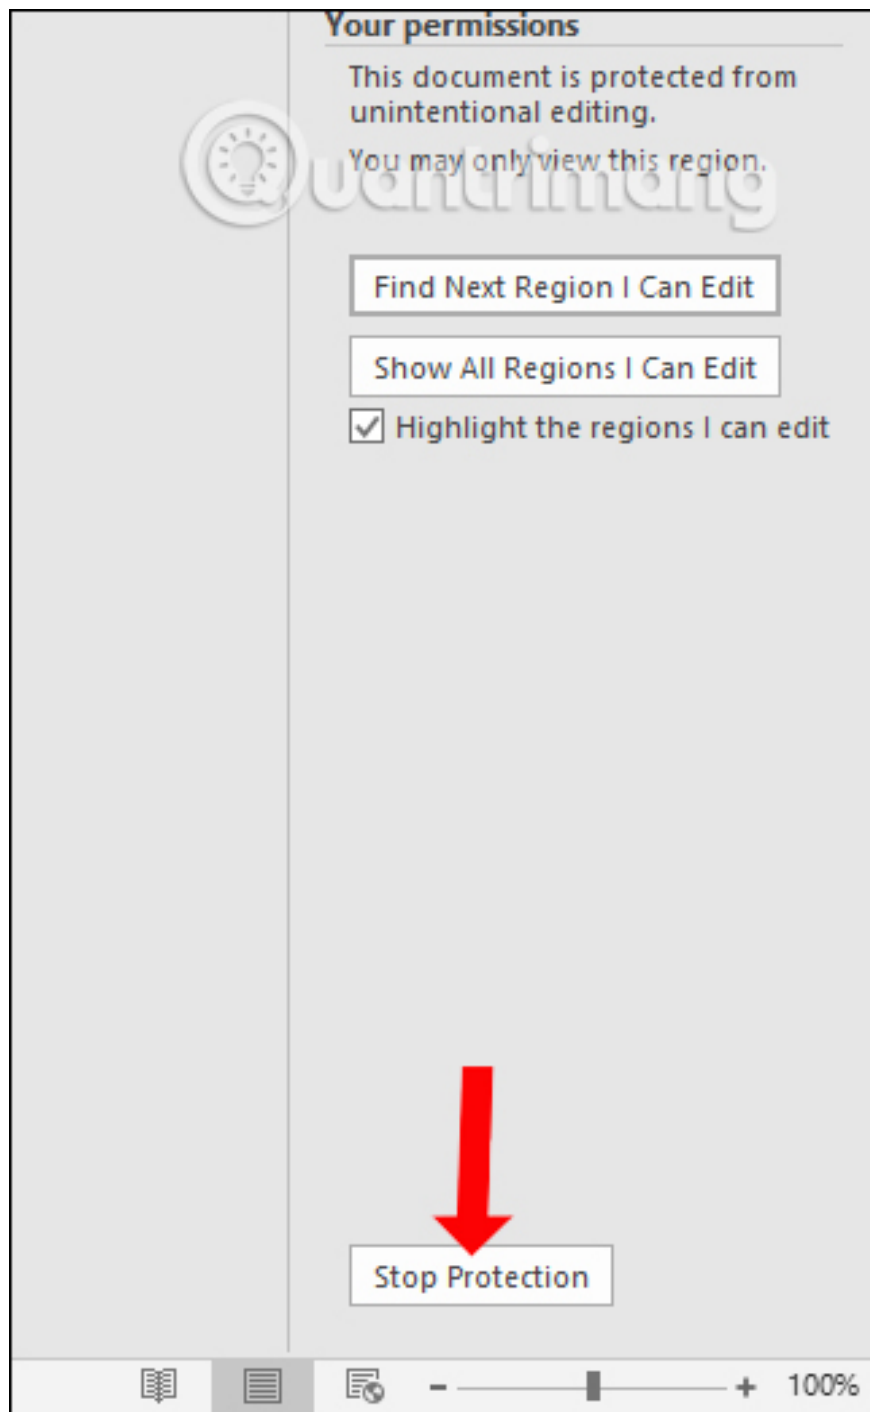 Your permissions
This document is protected from
unintentional editing.
You may only view this region.
Quantrimang
Find Next Region I Can Edit
Show All Regions I Can Edit
Highlight the regions I can edit
Stop Protection
100%